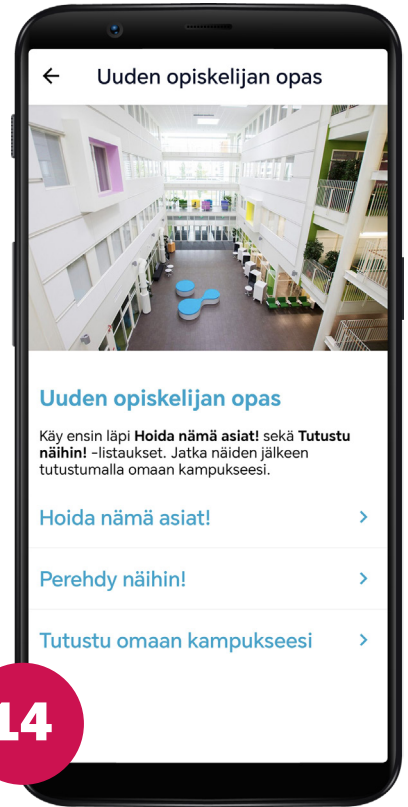 Uuden opiskelijan opas
Uuden opiskelijan opas
Käy ensin läpi Hoida nämä asiat! sekä Tutustu
näihin! -listaukset. Jatka näiden jälkeen
tutustumalla omaan kampukseesi.
Hoida nämä asiat!
Perehdy näihin!
Tutustu omaan kampukseesi
14